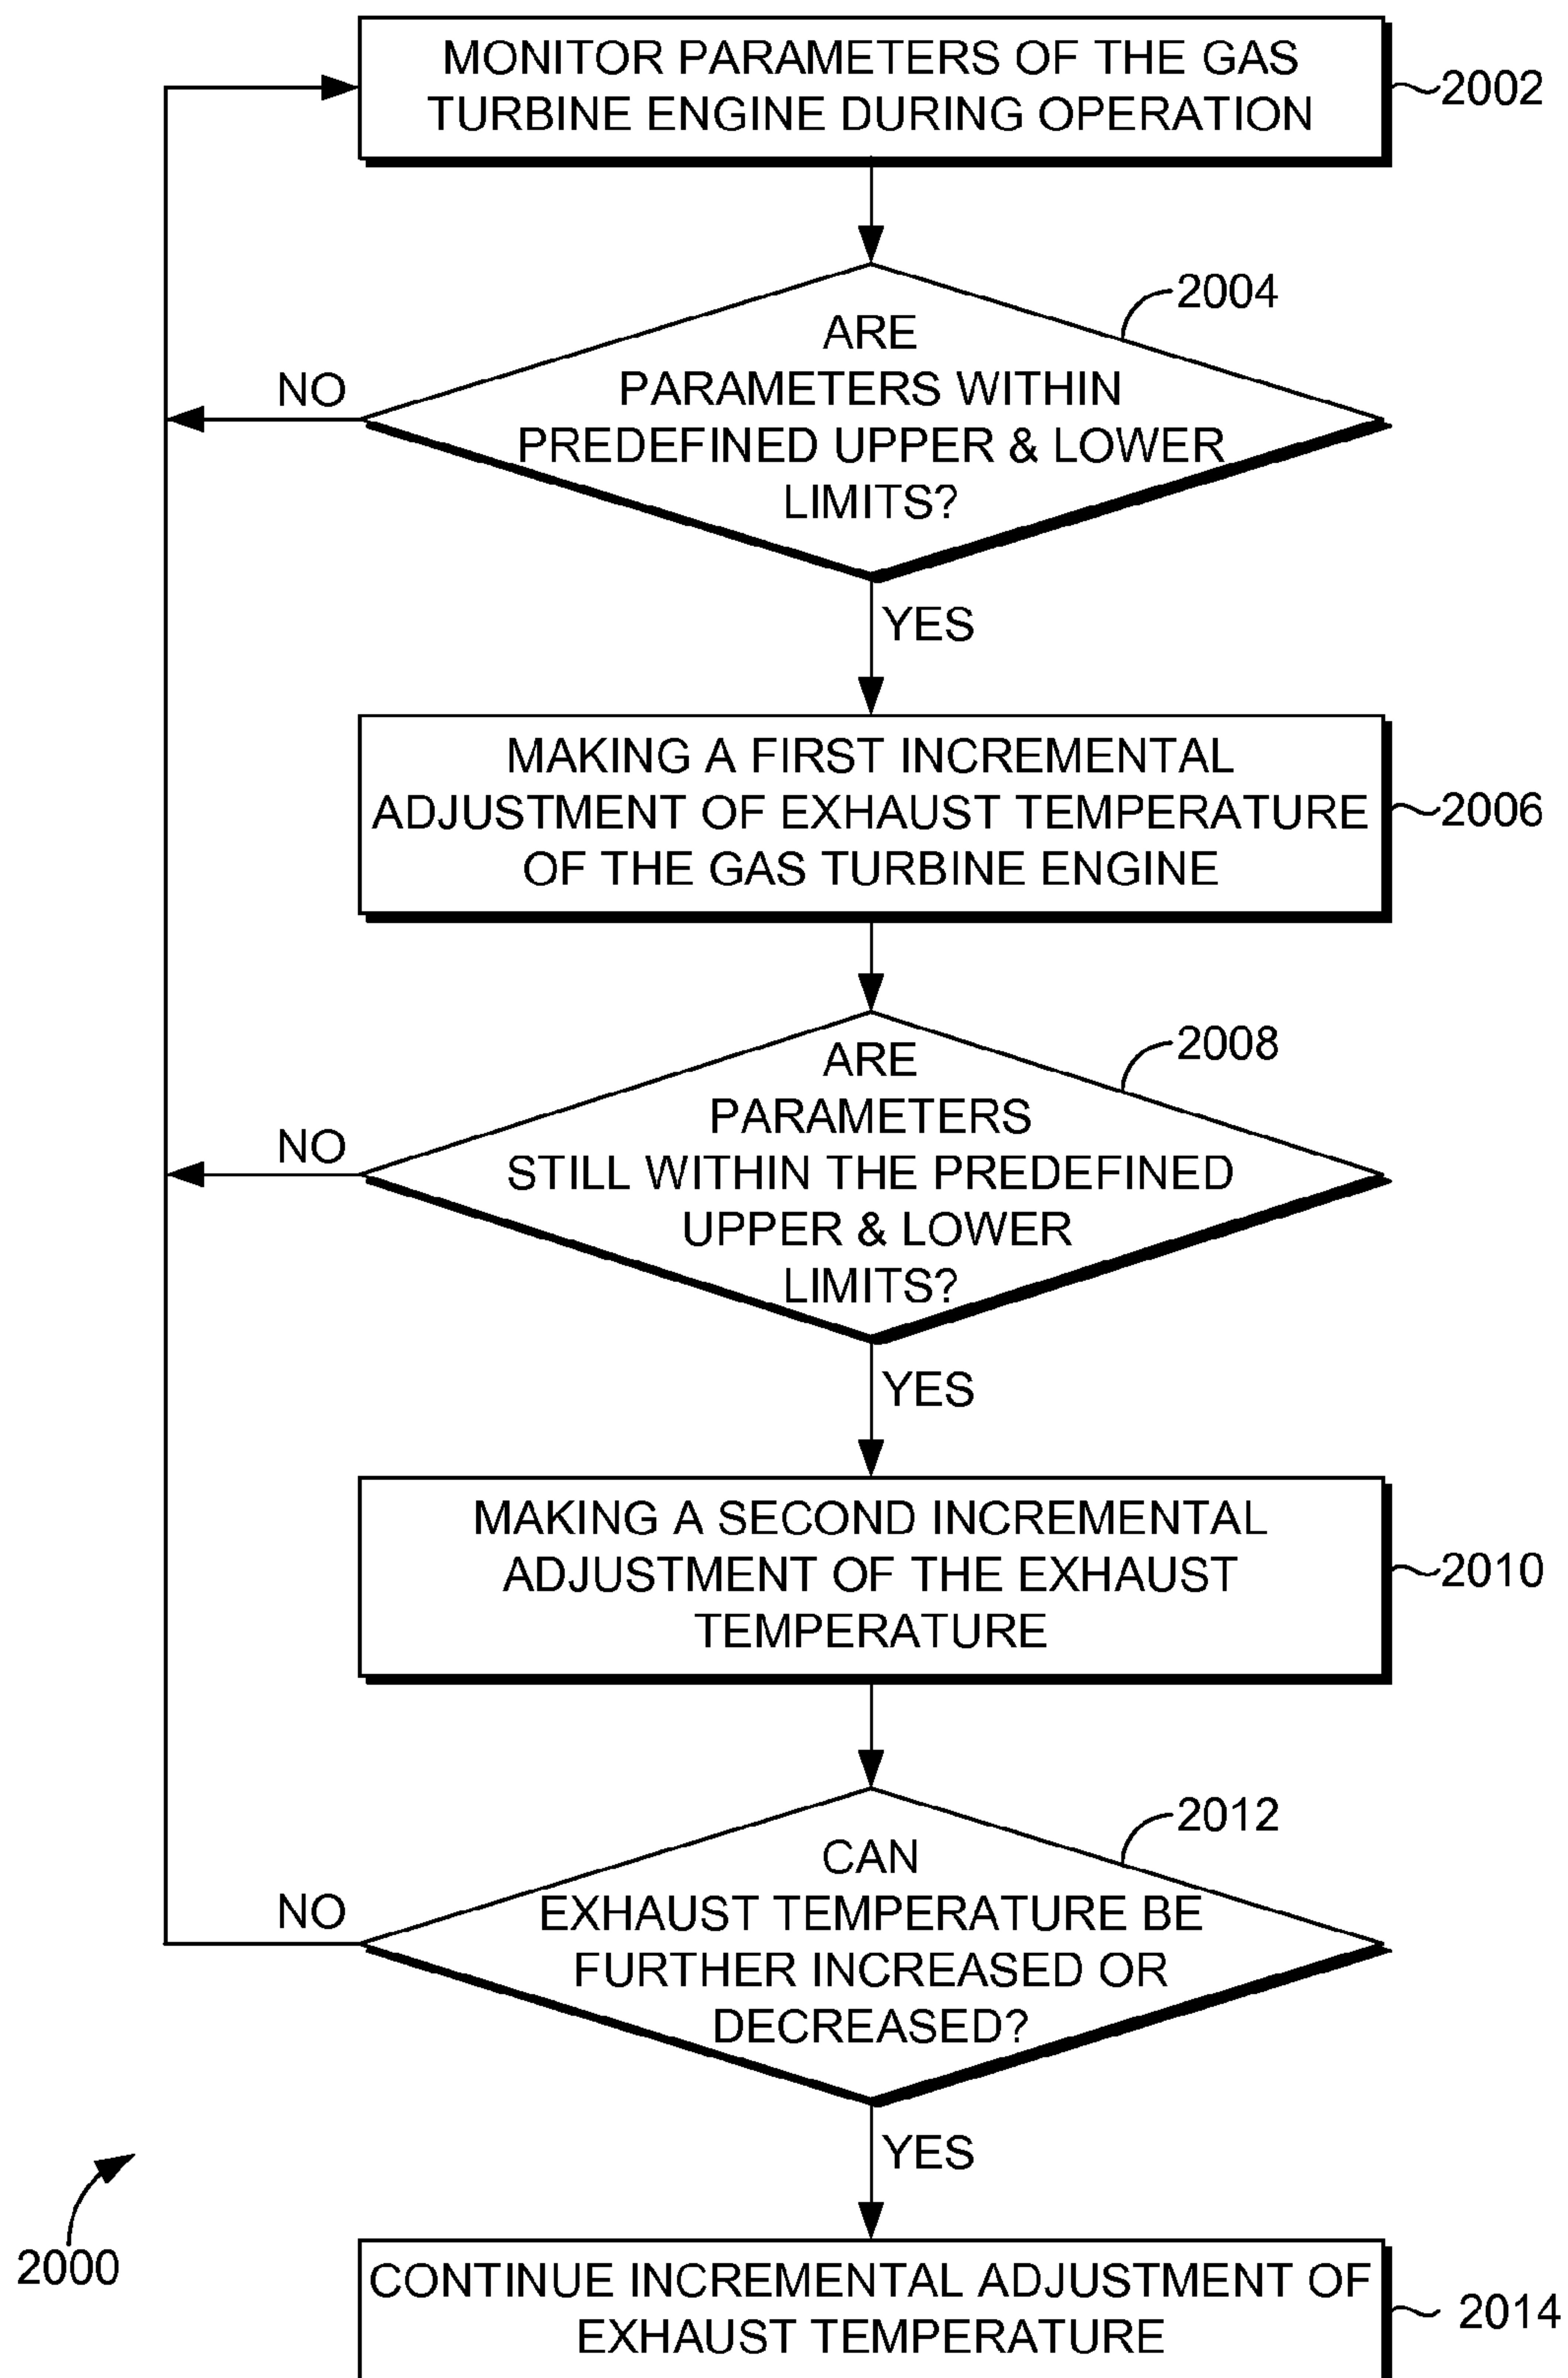 MONITOR PARAMETERS OF THE GAS
TURBINE ENGINE DURING OPERATION
2002
2004
ARE
PARAMETERS WITHIN
PREDEFINED UPPER & LOWER
LIMITS?
NO
YES
MAKING A FIRST INCREMENTAL
ADJUSTMENT OF EXHAUST TEMPERATURE
OF THE GAS TURBINE ENGINE
2006
2008
ARE
PARAMETERS
STILL WITHIN THE PREDEFINED
UPPER & LOWER
LIMITS?
NO
YES
MAKING A SECOND INCREMENTAL
ADJUSTMENT OF THE EXHAUST
TEMPERATURE
2010
2012
CAN
EXHAUST TEMPERATURE BE
FURTHER INCREASED OR
DECREASED?
NO
YES
2000
CONTINUE INCREMENTAL ADJUSTMENT OF
EXHAUST TEMPERATURE
2014